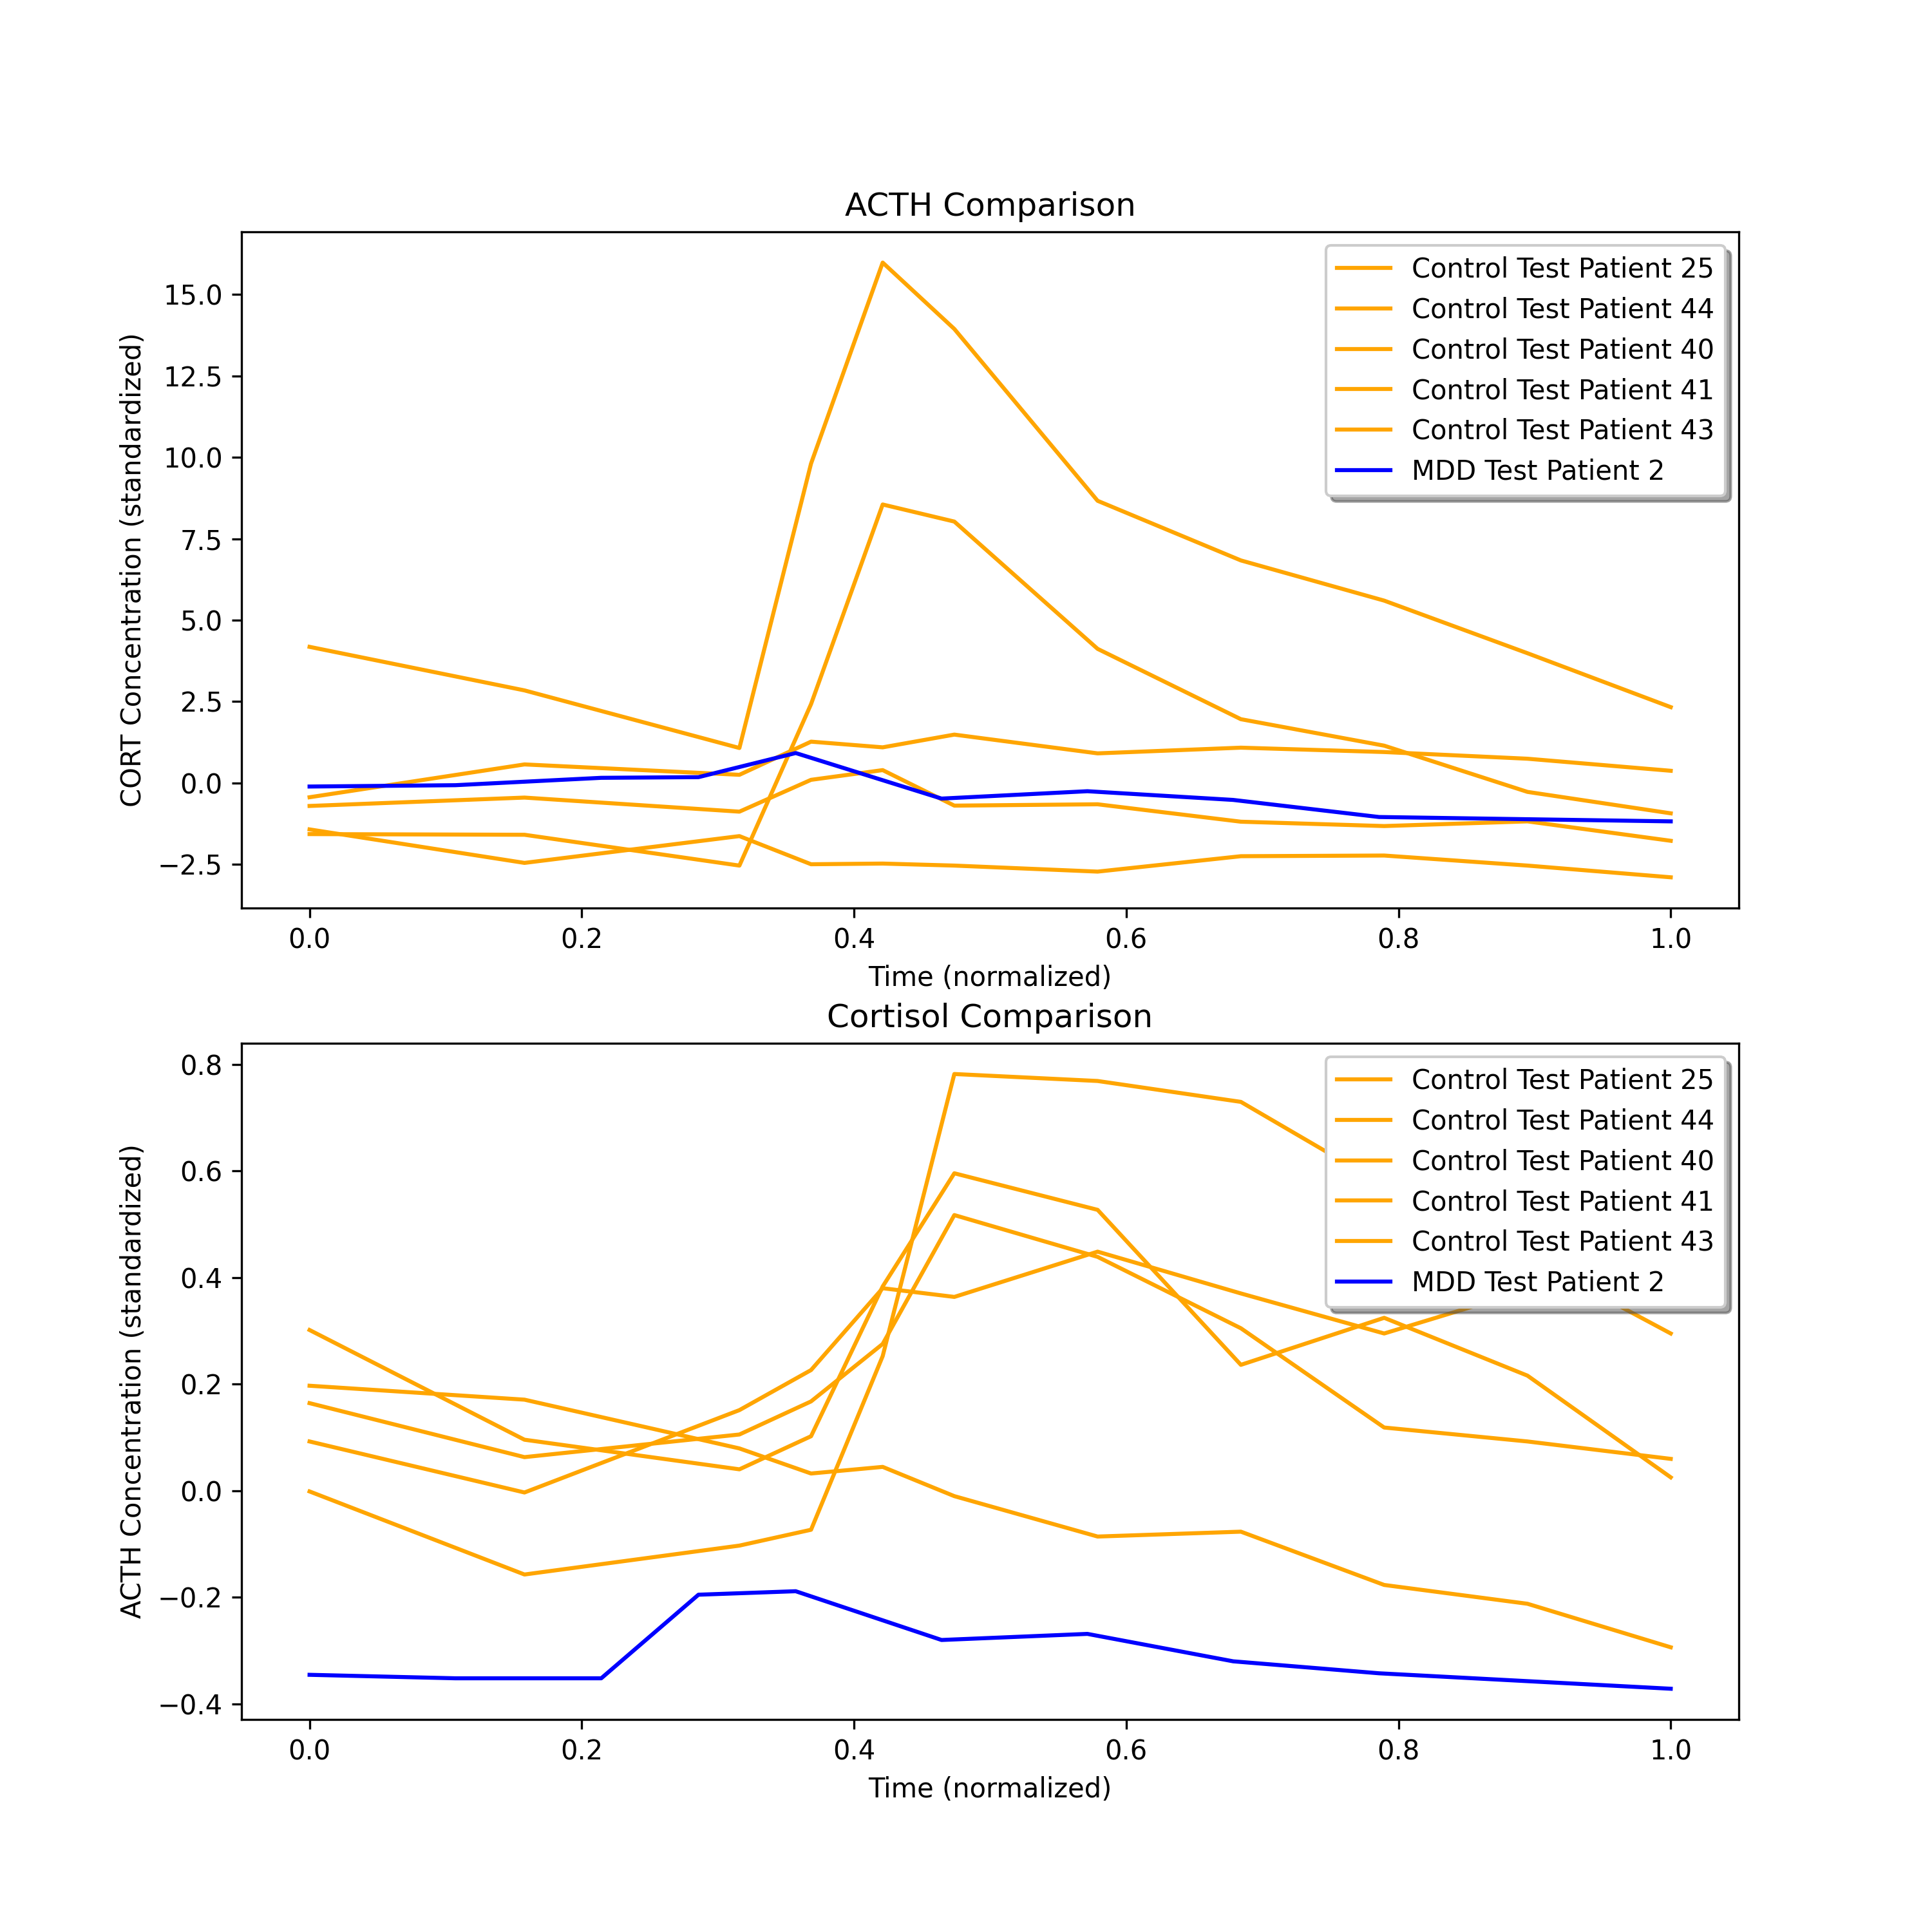 ACTH Comparison
CORT Concentration (standardized)
15.0
12.5
10.0
7.5
5.0
2.5
0.0
−2.5
Control Test Patient 25
Control Test Patient 44
Control Test Patient 40
Control Test Patient 41
Control Test Patient 43
MDD Test Patient 2
0.0 0.2 0.4 0.6 0.8 1.0
Time (normalized)
Cortisol Comparison
ACTH Concentration (standardized)
0.8
0.6
0.4
0.2
0.0
−0.2
−0.4
Control Test Patient 25
Control Test Patient 44
Control Test Patient 40
Control Test Patient 41
Control Test Patient 43
MDD Test Patient 2
0.0 0.2 0.4 0.6 0.8 1.0
Time (normalized)